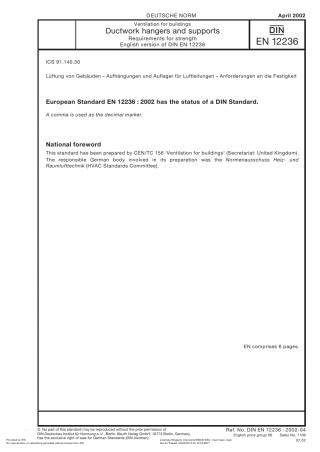 DEUTSCHE NORM
April 2002
Ventilation for buildings
Ductwork hangers and supports
Requirements for strength
English version of DIN EN 12236
DIN
EN 12236
ICS 91.140.30
Lüftung von Gebäuden – Aufhängungen und Auflager für Luftleitungen – Anforderungen an die Festigkeit
European Standard EN 12236 : 2002 has the status of a DIN Standard.
A comma is used as the decimal marker.
National foreword
This standard has been prepared by CEN/TC 156 'Ventilation for buildings' (Secretariat: United Kingdom).
The responsible German body involved in its preparation was the Normenausschuss Heiz- und
Raumlufttechnik (HVAC Standards Committee).
EN comprises 6 pages.
© No part of this standard may be reproduced without the prior permission of
DIN Deutsches Institut für Normung e. V., Berlin. Beuth Verlag GmbH, 10772 Berlin, Germany,
has the exclusive right of sale for German Standards (DIN-Normen).
Ref. No. DIN EN 12236 : 2002-04
English price group 06 Sales No. 1106
07.02